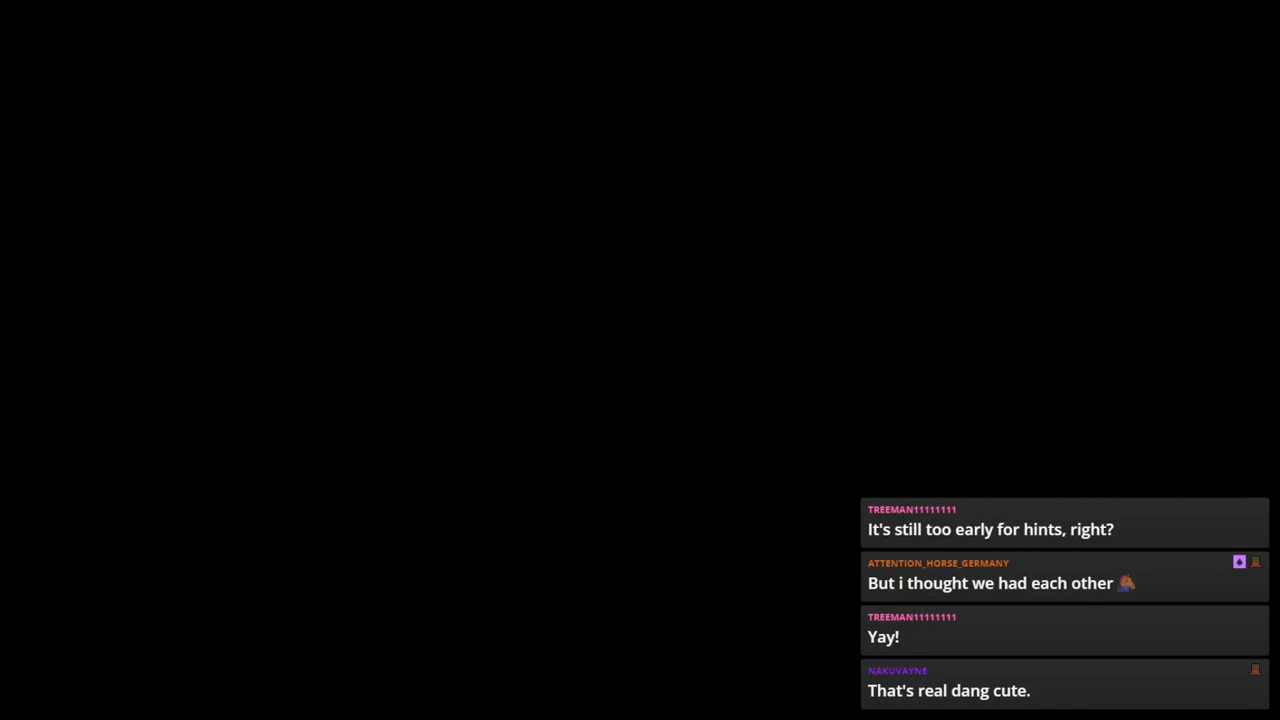 TREEMAN11111111
It's still too early for hints, right?
ATTENTION_HORSE_GERMANY
But i thought we had each other
TREEMAN11111111
Yay!
NAKUVAYNE
That's real dang cute.